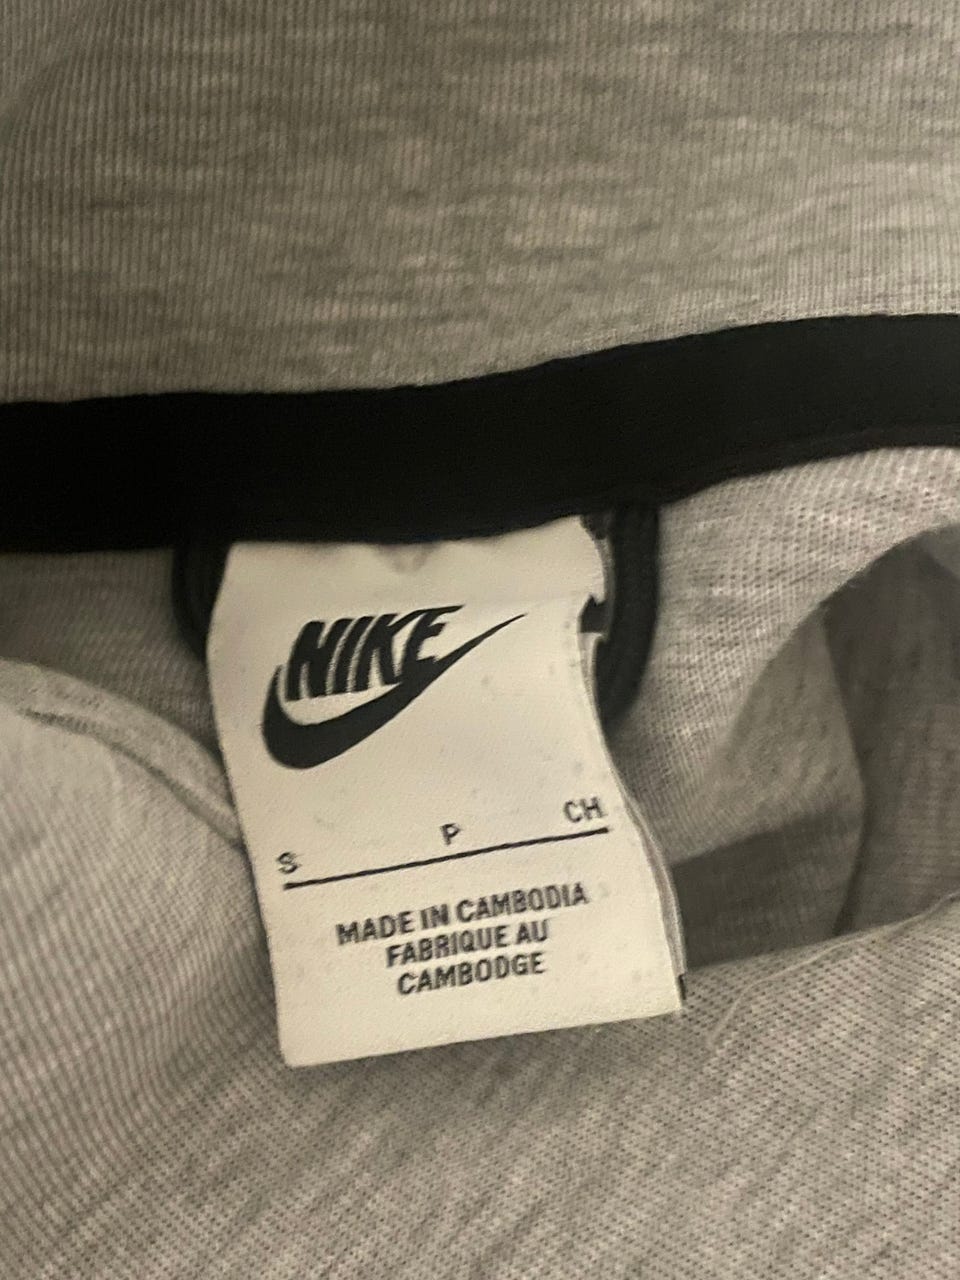 NIKE
S P CH
MADE IN CAMBODIA
FABRIQUE AU
CAMBODGE